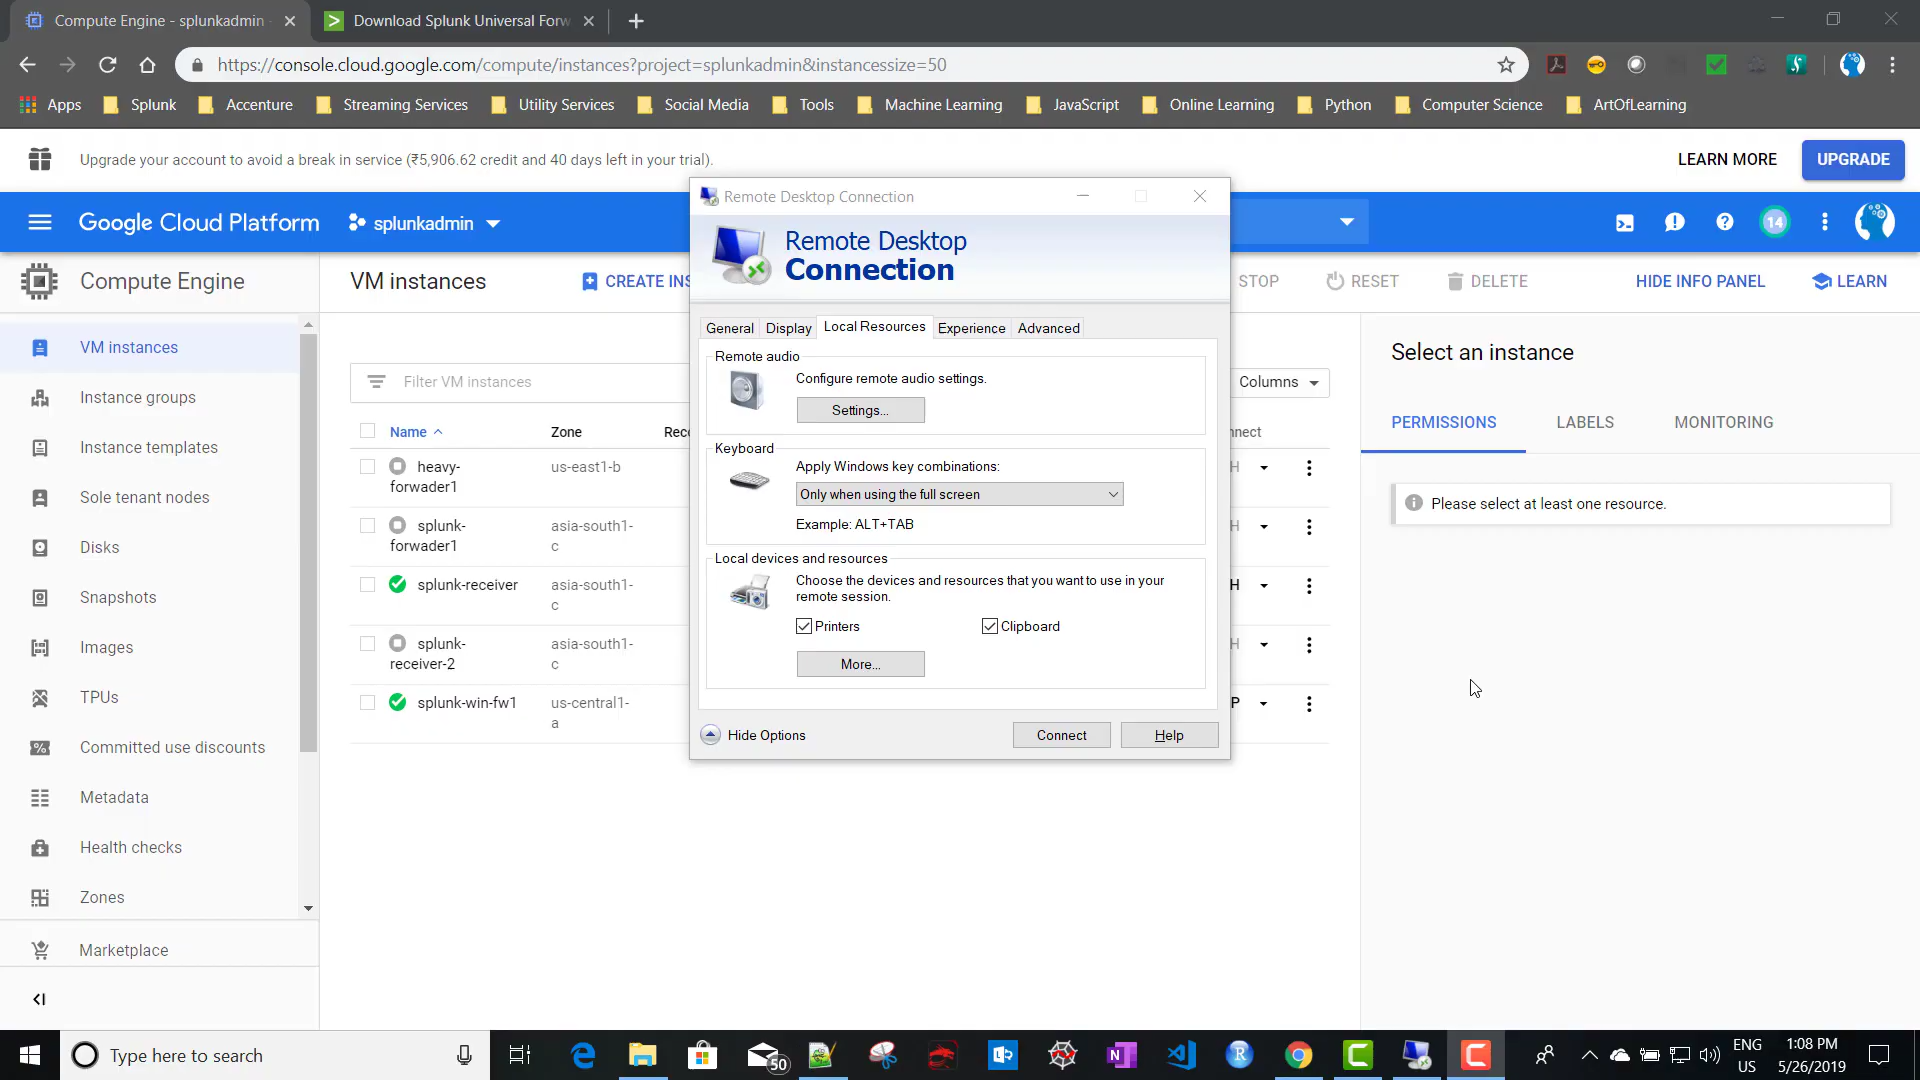 Compute Engine - splunkadmin
Download Splunk Universal Forw
https://console.cloud.google.com/compute/instances?project=splunkadmin&instancessize=50
Apps Splunk Accenture Streaming Services Utility Services Social Media Tools Machine Learning JavaScript Online Learning Python Computer Science ArtOfLearning
Upgrade your account to avoid a break in service (₹5,906.62 credit and 40 days left in your trial).
LEARN MORE UPGRADE
Google Cloud Platform splunkadmin 14
Compute Engine
VM instances CREATE INS STOP RESET DELETE HIDE INFO PANEL LEARN
VM instances
Instance groups
Instance templates
Sole tenant nodes
Disks
Snapshots
Images
TPUs
Committed use discounts
Metadata
Health checks
Zones
Marketplace
Filter VM instances Columns
Name Zone Reco nnect
heavy-
forwader1
us-east1-b H
splunk-
forwader1
asia-south1-
c
H
splunk-receiver
asia-south1-
c
H
splunk-
receiver-2
asia-south1-
c
H
splunk-win-fw1
us-central1-
a
P
Remote Desktop Connection
Remote Desktop
Connection
General Display Local Resources Experience Advanced
Remote audio
Configure remote audio settings.
Settings...
Keyboard
Apply Windows key combinations:
Only when using the full screen
Example: ALT+TAB
Local devices and resources
Choose the devices and resources that you want to use in your
remote session.
Printers Clipboard
More...
Hide Options Connect Help
Select an instance
PERMISSIONS LABELS MONITORING
Please select at least one resource.
Type here to search
50
ENG
US
1:08 PM
5/26/2019